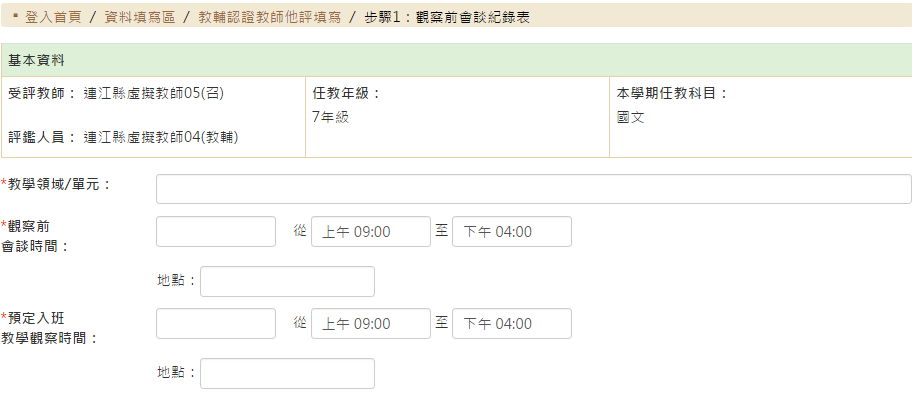 ▪ 登入首頁 / 資料填寫區 / 教輔認證教師他評填寫 / 步驟1：觀察前會談紀錄表
基本資料
受評教師： 連江縣虛擬教師05(召)
評鑑人員： 連江縣虛擬教師04(教輔)
任教年級：
7年級
本學期任教科目：
國文
*教學領域/單元：
*觀察前
會談時間：
從 上午 09:00 至 下午 04:00
地點：
*預定入班
教學觀察時間：
從 上午 09:00 至 下午 04:00
地點：